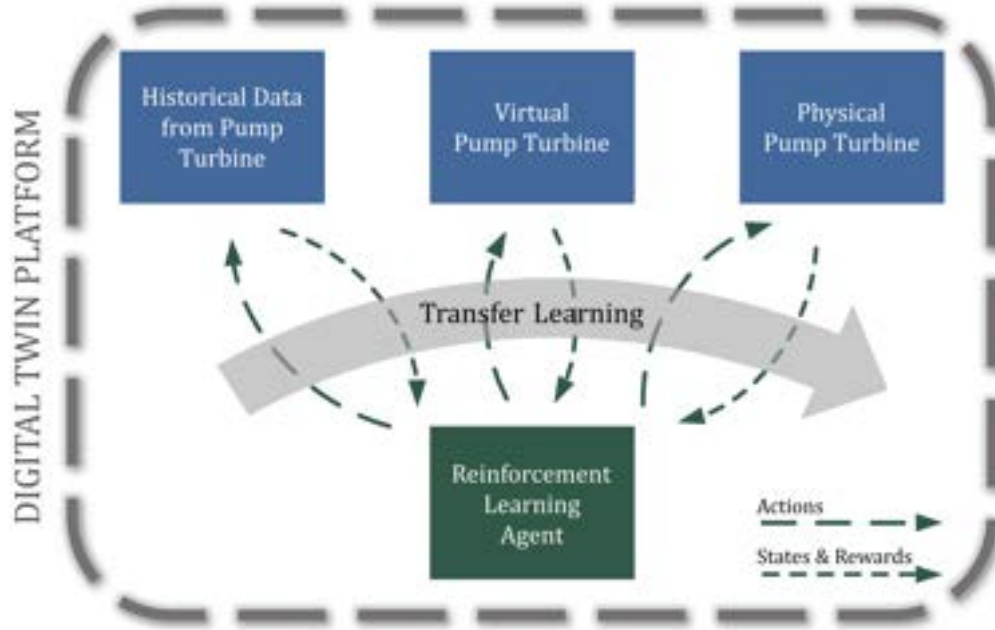 DIGITAL TWIN PLATFORM
Historical Data
from Pump
Turbine
Virtual
Pump Turbine
Physical
Pump Turbine
Transfer Learning
Reinforcement
Learning
Agent
Actions
States & Rewards